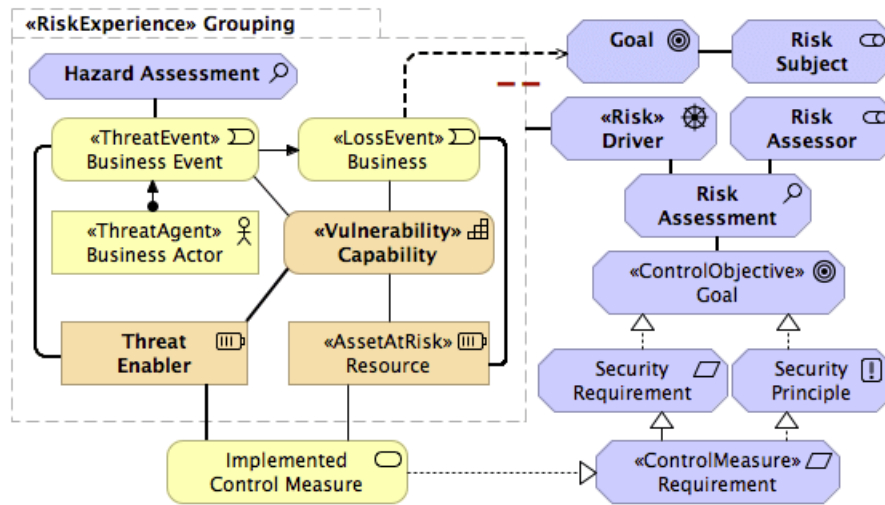 «RiskExperience» Grouping
Hazard Assessment
«ThreatEvent»
Business Event
«LossEvent»
Business
«ThreatAgent»
Business Actor
«Vulnerability»
Capability
Threat
Enabler
«AssetAtRisk»
Resource
Implemented
Control Measure
Goal
Risk
Subject
«Risk»
Driver
Risk
Assessor
Risk
Assessment
«ControlObjective»
Goal
Security
Requirement
Security
Principle
«ControlMeasure»
Requirement